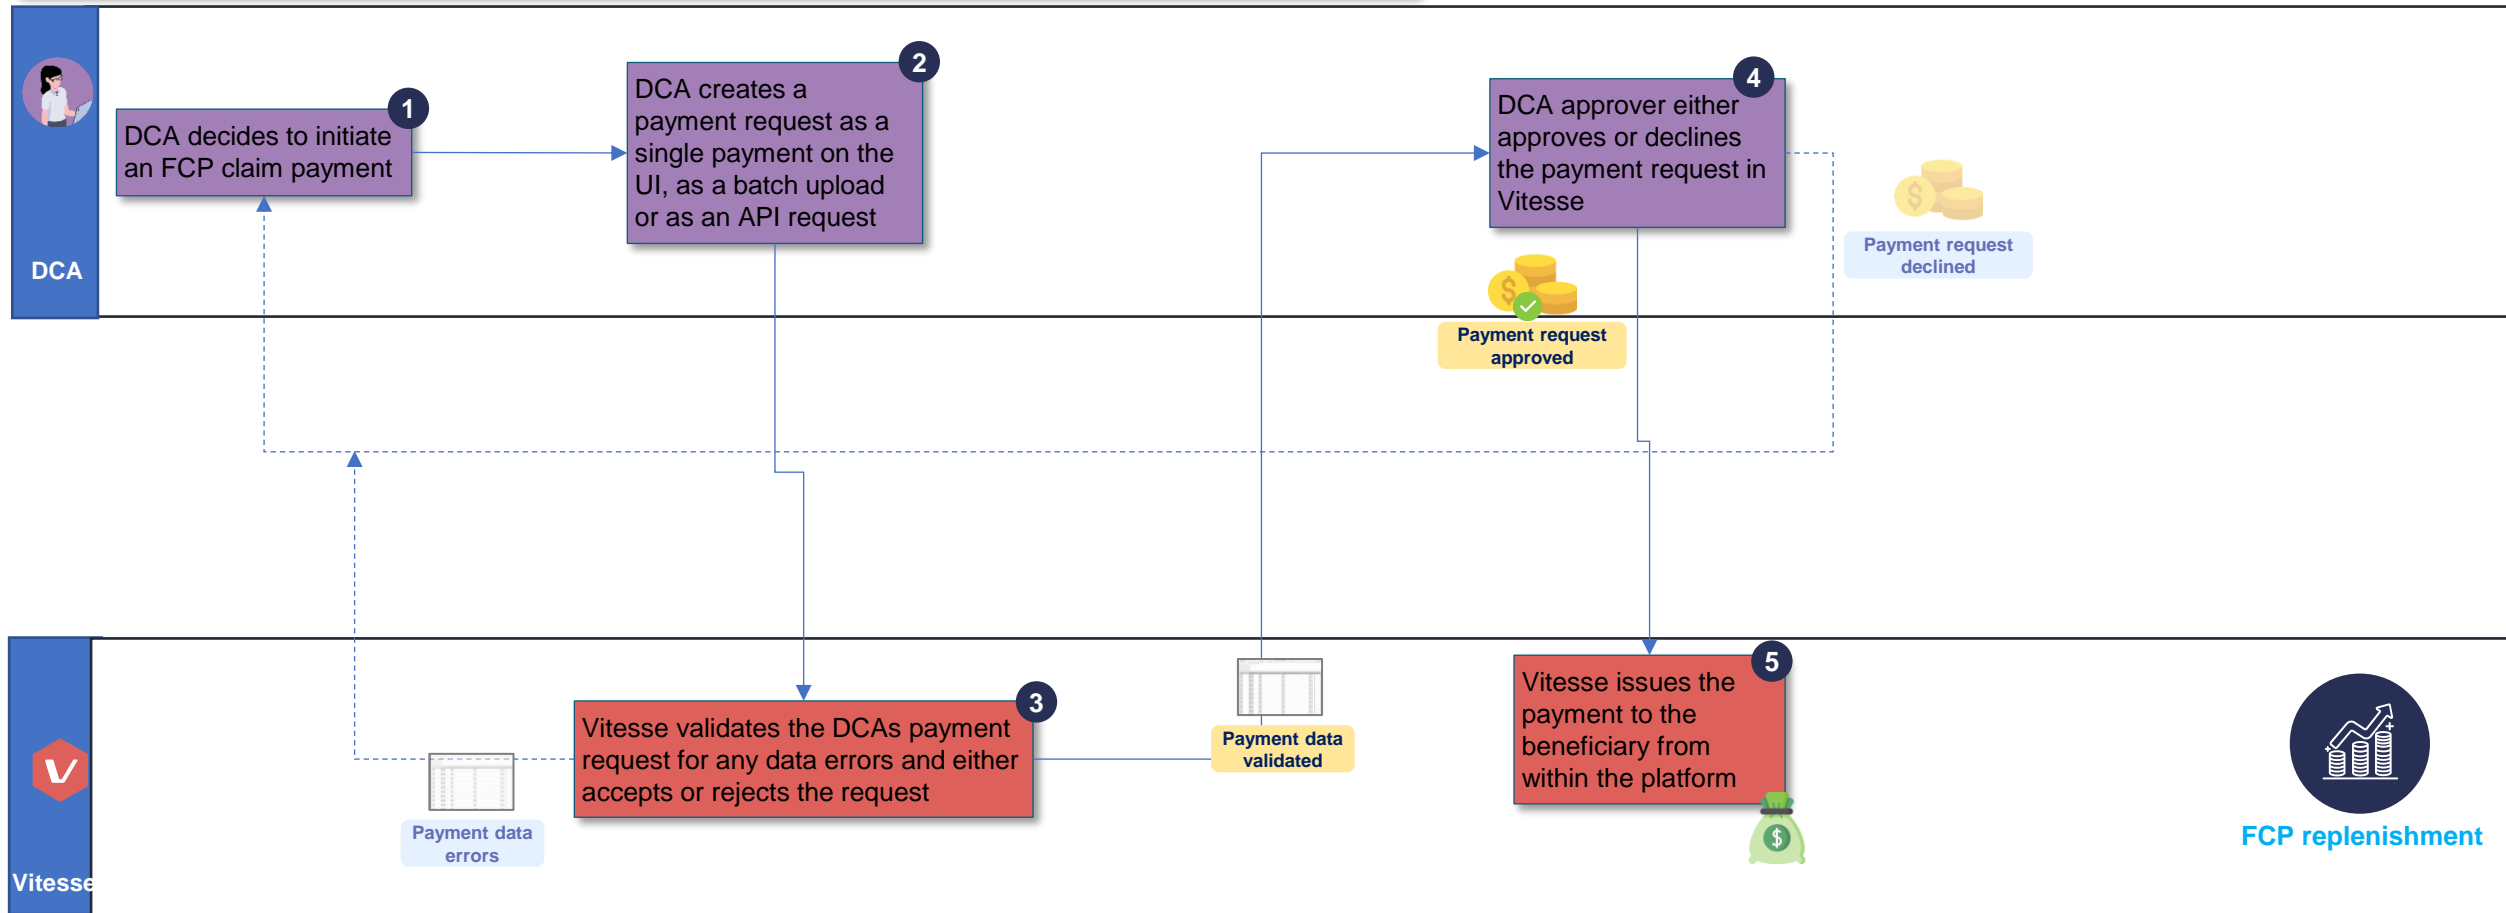 1
DCA decides to initiate
an FCP claim payment
2
DCA creates a
payment request as a
single payment on the
UI, as a batch upload
or as an API request
4
DCA approver either
approves or declines
the payment request in
Vitesse
Payment request
declined
DCA
Payment request
approved
3
Vitesse validates the DCAs payment
request for any data errors and either
accepts or rejects the request
Payment data
validated
5
Vitesse issues the
payment to the
beneficiary from
within the platform
Payment data
errors
FCP replenishment
Vitesse